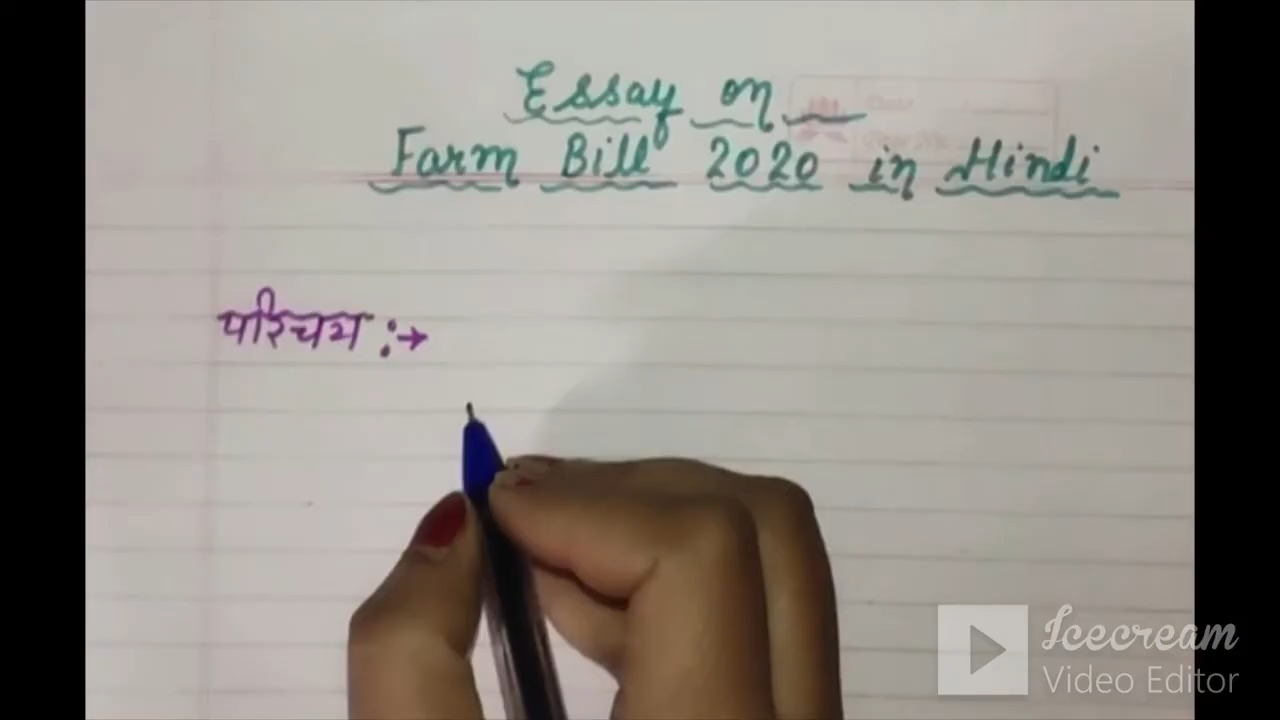 Essay on
Farm Bill 2020 in Hindi
परिचय :→
Icecream
Video Editor